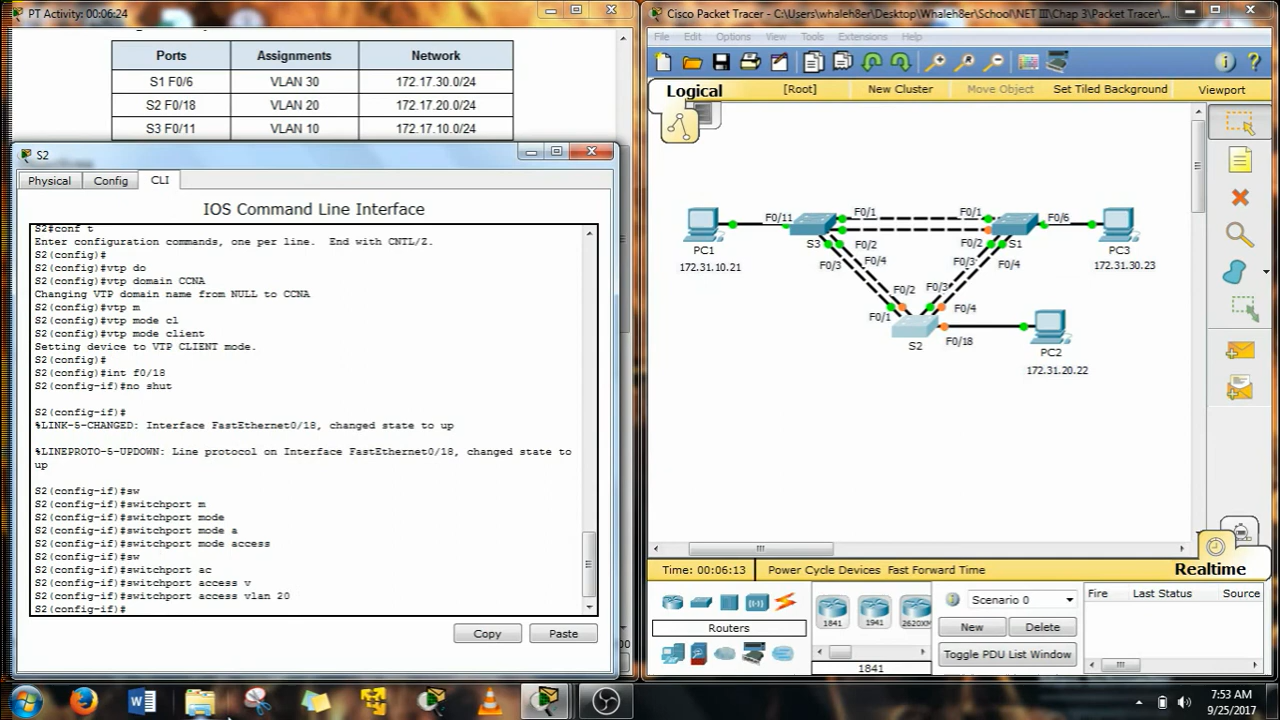 PT Activity: 00:06:24
Ports Assignments Network
S1 F0/6 VLAN 30 172.17.30.0/24
S2 F0/18 VLAN 20 172.17.20.0/24
S3 F0/11 VLAN 10 172.17.10.0/24
S2
Physical Config CLI
IOS Command Line Interface
S2#conf t
Enter configuration commands, one per line.  End with CNTL/Z.
S2(config)#
S2(config)#vtp do
S2(config)#vtp domain CCNA
Changing VTP domain name from NULL to CCNA
S2(config)#vtp m
S2(config)#vtp mode cl
S2(config)#vtp mode client
Setting device to VTP CLIENT mode.
S2(config)#
S2(config)#int f0/18
S2(config-if)#no shut
S2(config-if)#
%LINK-5-CHANGED: Interface FastEthernet0/18, changed state to up
%LINEPROTO-5-UPDOWN: Line protocol on Interface FastEthernet0/18, changed state to
up
S2(config-if)#sw
S2(config-if)#switchport m
S2(config-if)#switchport mode
S2(config-if)#switchport mode a
S2(config-if)#switchport mode access
S2(config-if)#sw
S2(config-if)#switchport ac
S2(config-if)#switchport access v
S2(config-if)#switchport access vlan 20
S2(config-if)#
Copy Paste
Cisco Packet Tracer - C:\Users\whaleh8er\Desktop\Whaleh8er\School\NET III\Chap 3\Packet Tracer\...
File Edit Options View Tools Extensions Help
Logical [Root] New Cluster Move Object Set Tiled Background Viewport
F0/11 F0/1 F0/1 F0/6
PC1 S3 F0/2 F0/2 S1 PC3
172.31.10.21 F0/3 F0/4 F0/3 F0/4 172.31.30.23
F0/2 F0/3
F0/1 F0/4
S2 F0/18 PC2
172.31.20.22
Time: 00:06:13 Power Cycle Devices Fast Forward Time Realtime
Routers
1841 1941 2620XM
1841
Scenario 0
New Delete
Toggle PDU List Window
Fire Last Status Source
7:53 AM
9/25/2017